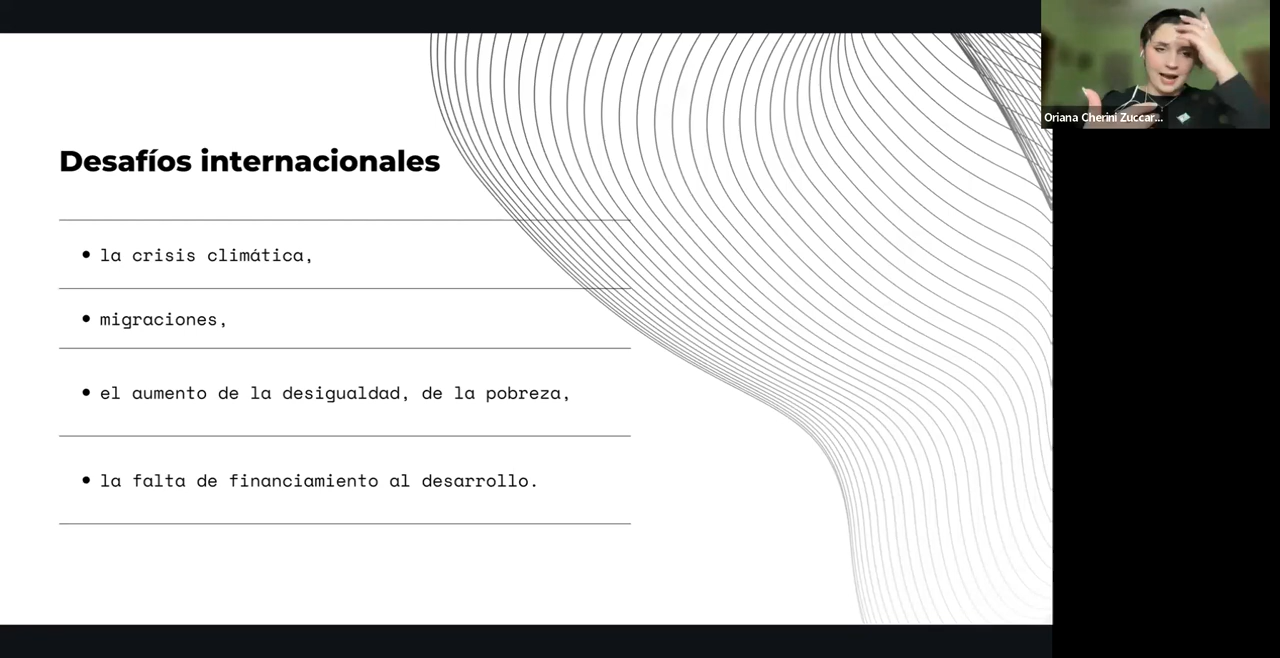 Desafíos internacionales
• la crisis climática,
• migraciones,
• el aumento de la desigualdad, de la pobreza,
• la falta de financiamiento al desarrollo.
Oriana Cherini Zuccar...